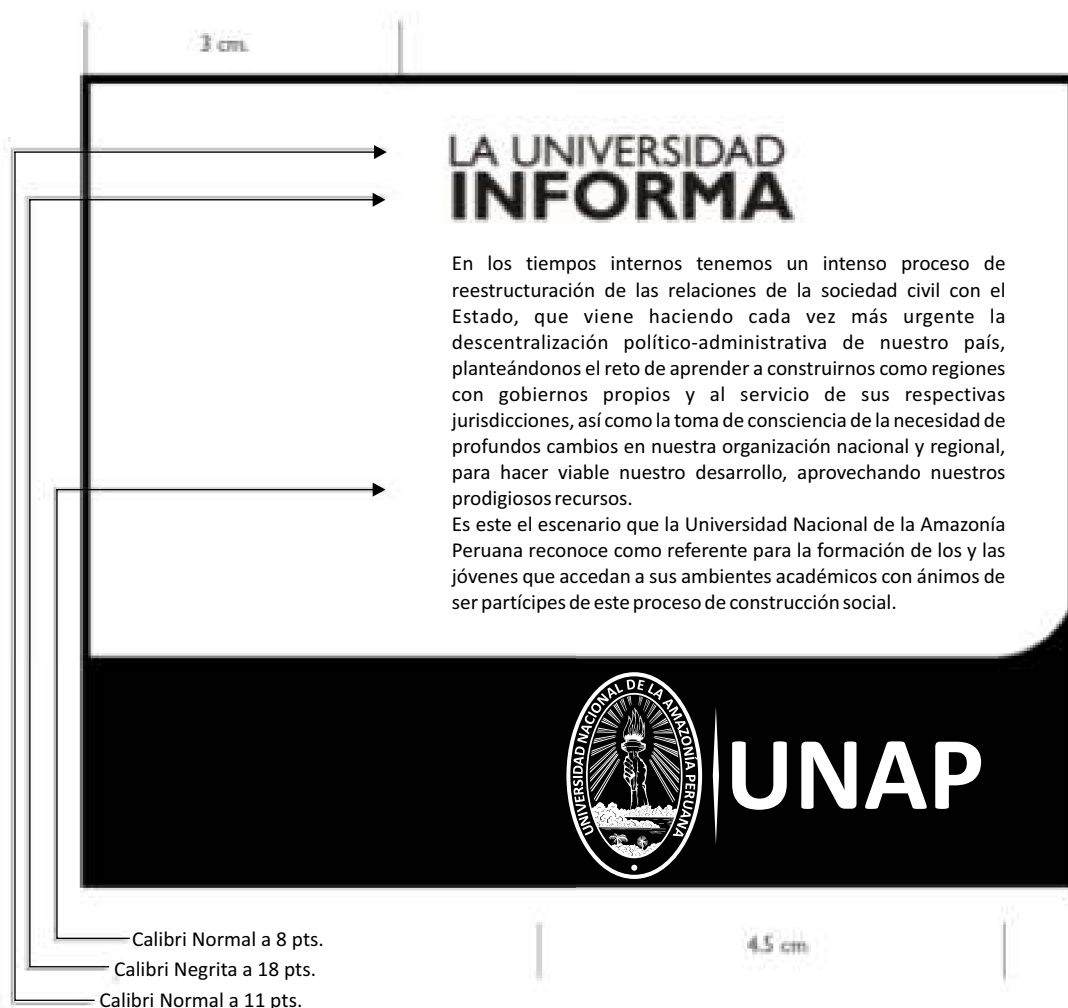 3 cm.
LA UNIVERSIDAD
INFORMA
En los tiempos internos tenemos un intenso proceso de
reestructuración de las relaciones de la sociedad civil con el
Estado, que viene haciendo cada vez más urgente la
descentralización político-administrativa de nuestro país,
planteándonos el reto de aprender a construirnos como regiones
con gobiernos propios y al servicio de sus respectivas
jurisdicciones, así como la toma de consciencia de la necesidad de
profundos cambios en nuestra organización nacional y regional,
para hacer viable nuestro desarrollo, aprovechando nuestros
prodigiosos recursos.
Es este el escenario que la Universidad Nacional de la Amazonía
Peruana reconoce como referente para la formación de los y las
jóvenes que accedan a sus ambientes académicos con ánimos de
ser partícipes de este proceso de construcción social.
UNIVERSIDAD NACIONAL DE LA AMAZONÍA PERUANA
UNAP
Calibri Normal a 8 pts.
4.5 cm
Calibri Negrita a 18 pts.
Calibri Normal a 11 pts.